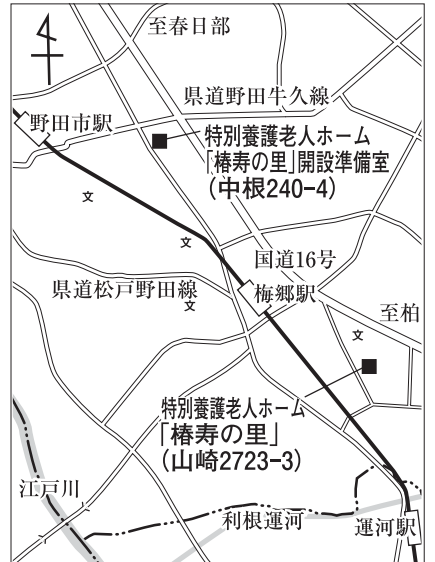 至春日部
県道野田牛久線
野田市駅
特別養護老人ホーム
「椿寿の里」開設準備室
(中根240-4)
文
文
国道16号
県道松戸野田線
文
梅郷駅
至柏
文
特別養護老人ホーム
「椿寿の里」
(山崎2723-3)
江戸川
利根運河
運河駅